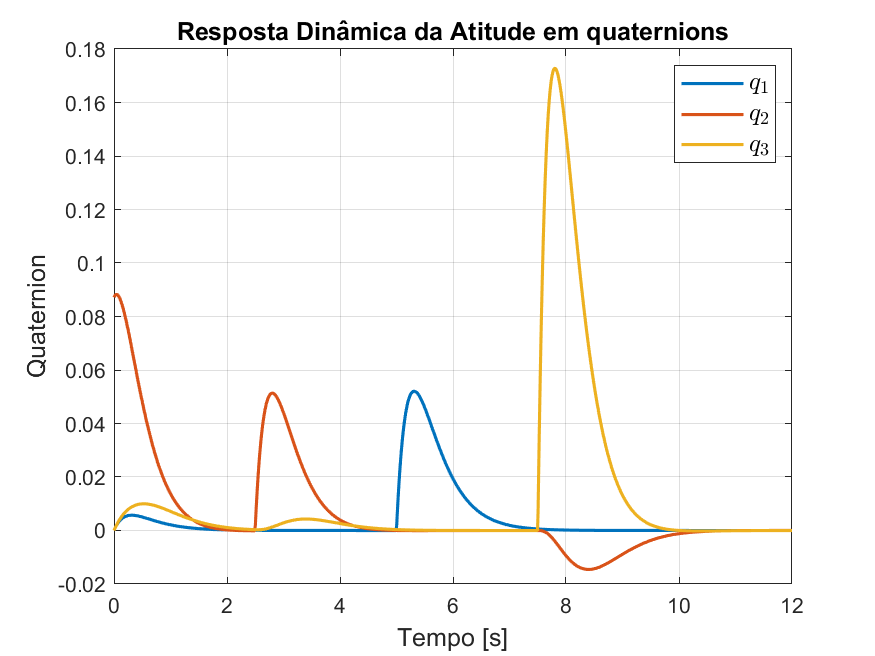 Resposta Dinâmica da Atitude em quaternions
0.18
0.16
0.14
0.12
0.1
0.08
0.06
0.04
0.02
0
-0.02
Quaternion
q₁
q₂
q₃
0 2 4 6 8 10 12
Tempo [s]